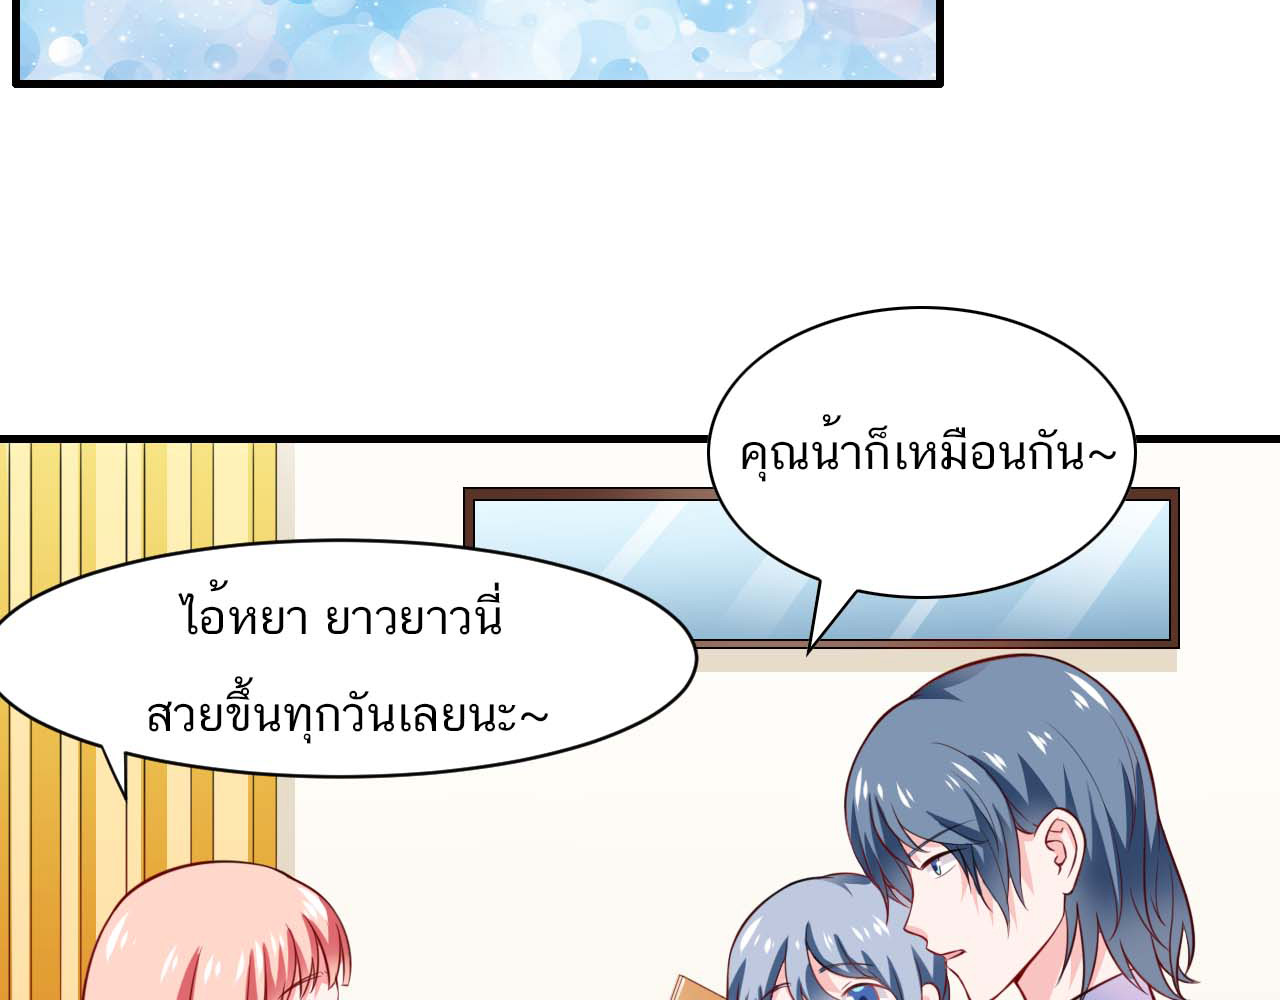 คุณน้าก็เหมือนกัน~
ไอ้หยา ยาวยาวนี่
สวยขึ้นทุกวันเลยนะ~